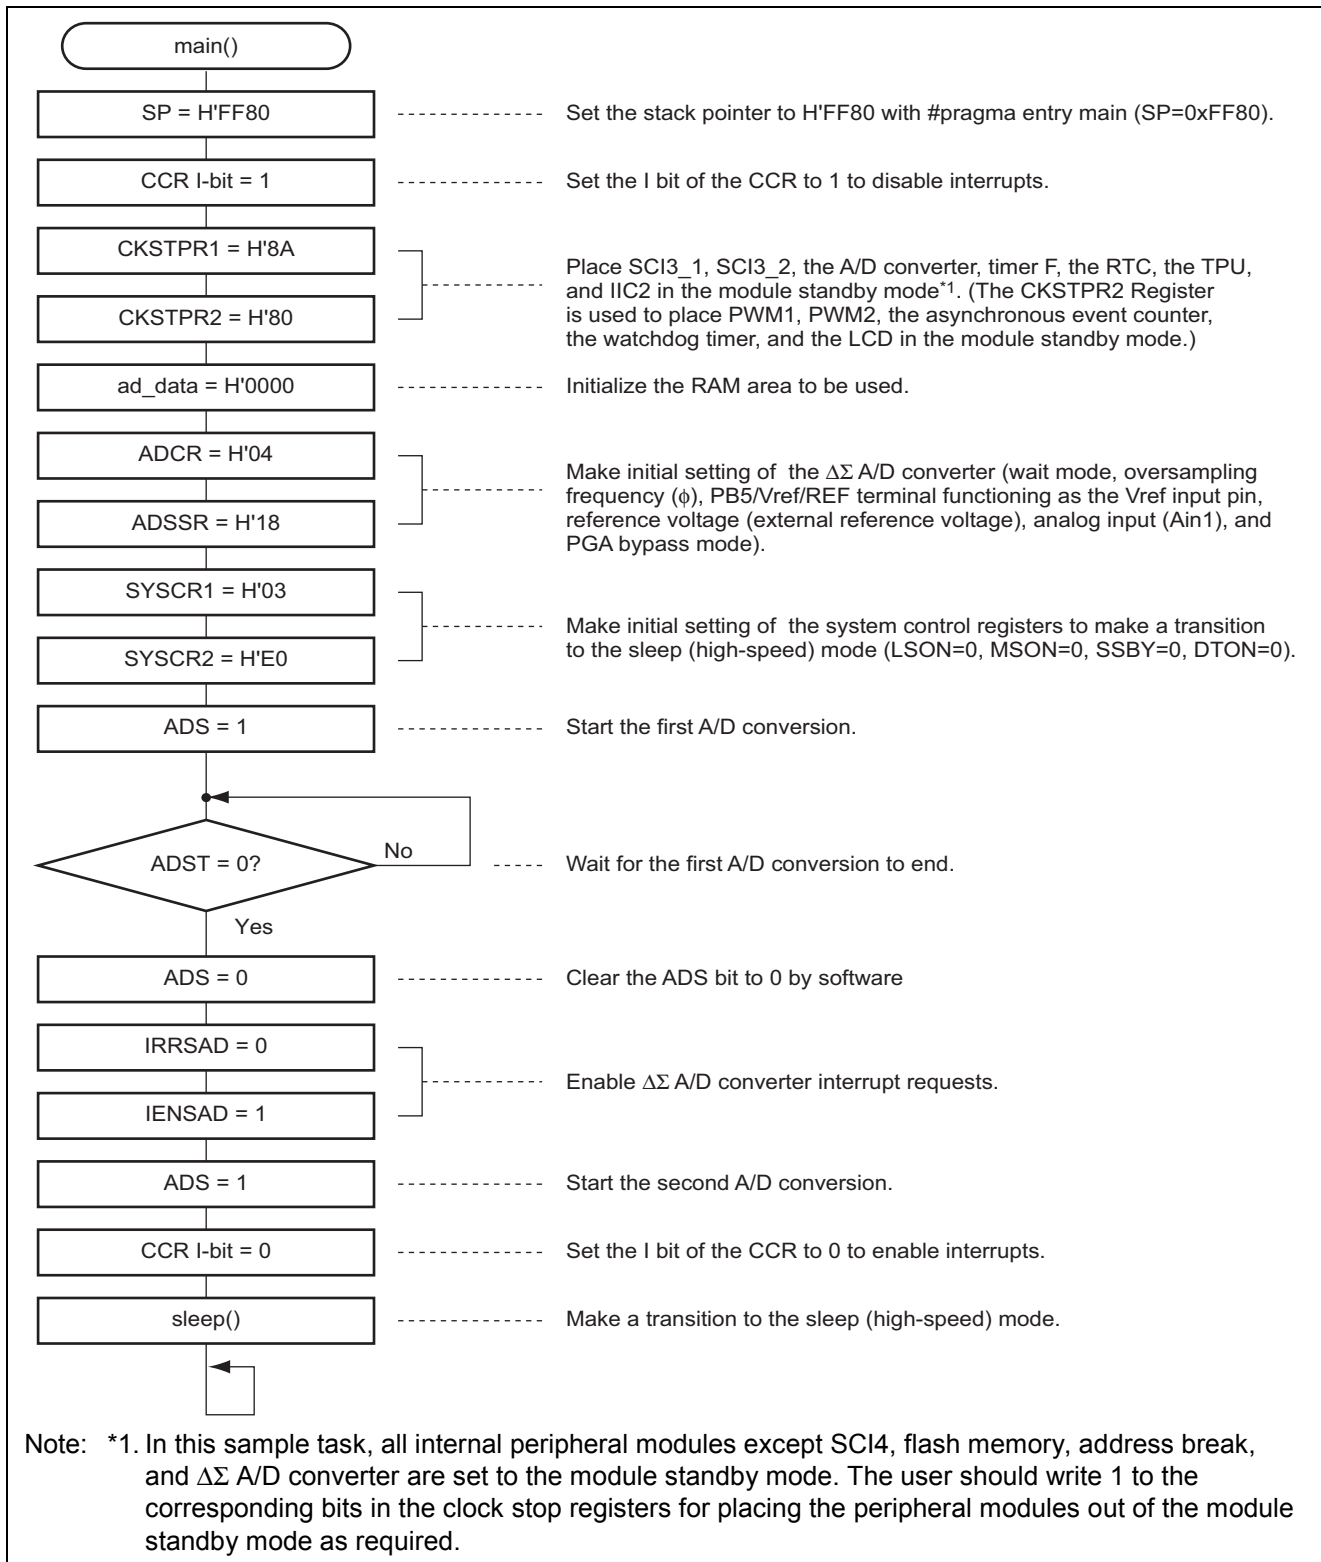 main()
SP = H'FF80
Set the stack pointer to H'FF80 with #pragma entry main (SP=0xFF80).
CCR I-bit = 1
Set the I bit of the CCR to 1 to disable interrupts.
CKSTPR1 = H'8A
CKSTPR2 = H'80
Place SCI3_1, SCI3_2, the A/D converter, timer F, the RTC, the TPU,
and IIC2 in the module standby mode*1. (The CKSTPR2 Register
is used to place PWM1, PWM2, the asynchronous event counter,
the watchdog timer, and the LCD in the module standby mode.)
ad_data = H'0000
Initialize the RAM area to be used.
ADCR = H'04
ADSSR = H'18
Make initial setting of the ΔΣ A/D converter (wait mode, oversampling
frequency (ϕ), PB5/Vref/REF terminal functioning as the Vref input pin,
reference voltage (external reference voltage), analog input (Ain1), and
PGA bypass mode).
SYSCR1 = H'03
SYSCR2 = H'E0
Make initial setting of the system control registers to make a transition
to the sleep (high-speed) mode (LSON=0, MSON=0, SSBY=0, DTON=0).
ADS = 1
Start the first A/D conversion.
ADST = 0?
No
Wait for the first A/D conversion to end.
Yes
ADS = 0
Clear the ADS bit to 0 by software
IRRSAD = 0
IENSAD = 1
Enable ΔΣ A/D converter interrupt requests.
ADS = 1
Start the second A/D conversion.
CCR I-bit = 0
Set the I bit of the CCR to 0 to enable interrupts.
sleep()
Make a transition to the sleep (high-speed) mode.
Note: *1. In this sample task, all internal peripheral modules except SCI4, flash memory, address break,
and ΔΣ A/D converter are set to the module standby mode. The user should write 1 to the
corresponding bits in the clock stop registers for placing the peripheral modules out of the module
standby mode as required.